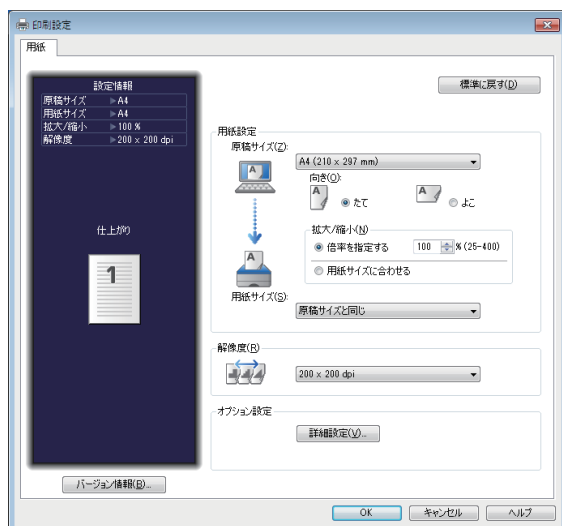 印刷設定
用紙
設定情報
原稿サイズ ▶A4
用紙サイズ ▶A4
拡大/縮小 ▶100 %
解像度 ▶200 x 200 dpi
仕上がり
1
バージョン情報(B)...
標準に戻す(D)
用紙設定
原稿サイズ(Z):
A4 (210 x 297 mm)
向き(O):
A たて A よこ
A
拡大/縮小(N)
倍率を指定する 100 % (25-400)
用紙サイズに合わせる
A
用紙サイズ(S):
原稿サイズと同じ
解像度(R)
200 x 200 dpi
オプション設定
詳細設定(V)...
OK キャンセル ヘルプ